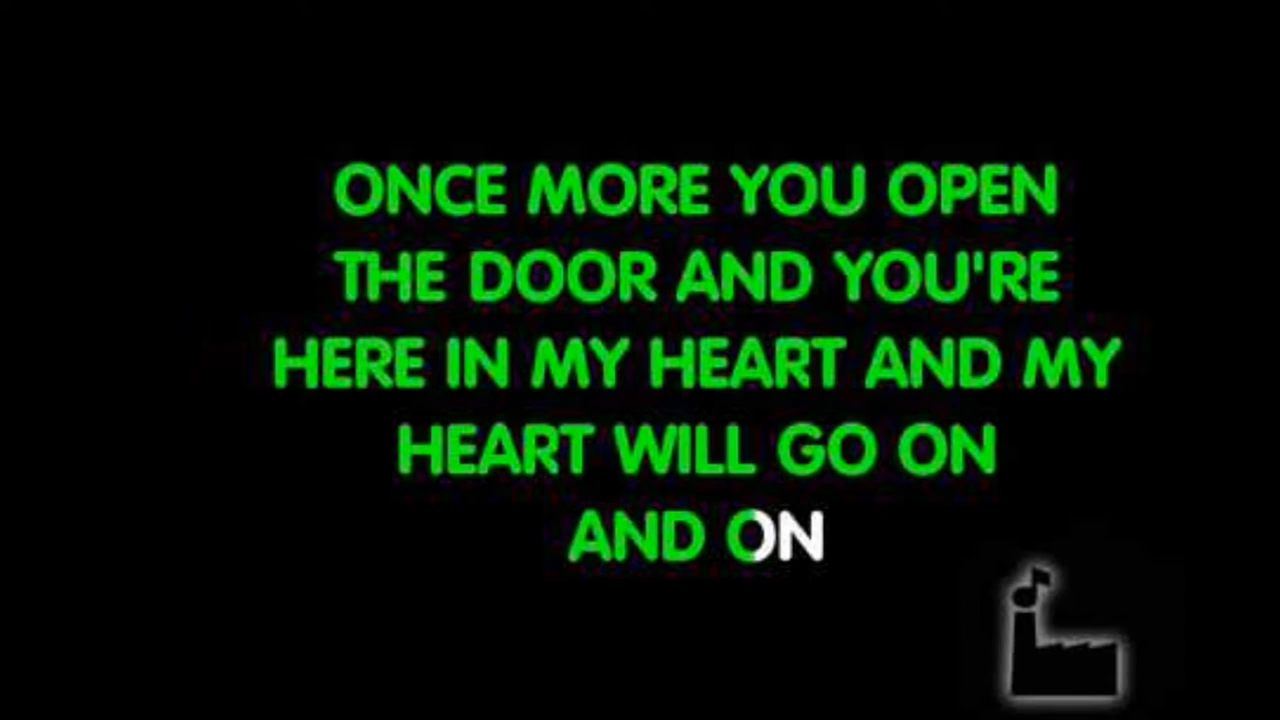 ONCE MORE YOU OPEN
THE DOOR AND YOU'RE
HERE IN MY HEART AND MY
HEART WILL GO ON
AND ON